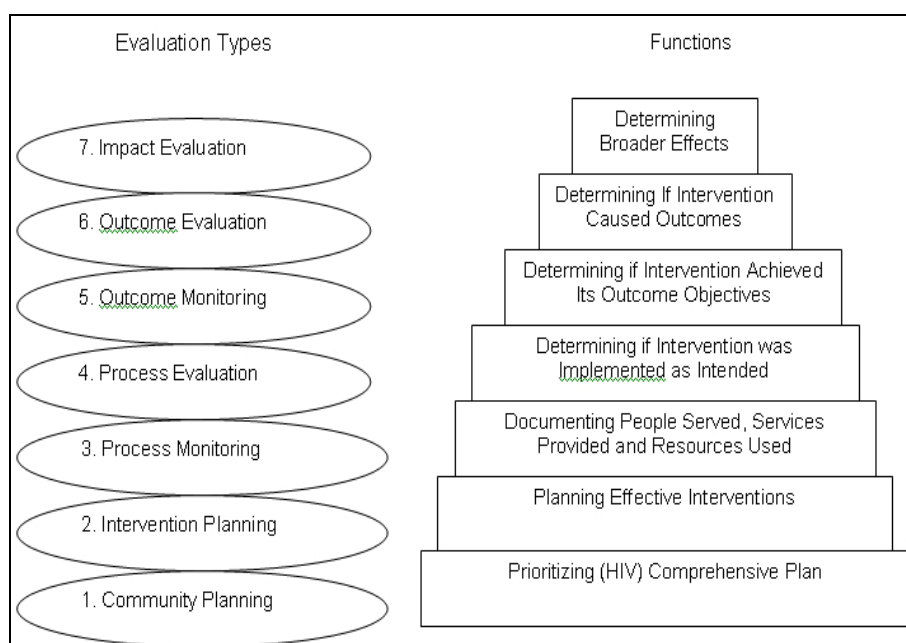 Evaluation Types
Functions
7. Impact Evaluation
Determining
Broader Effects
6. Outcome Evaluation
Determining If Intervention
Caused Outcomes
5. Outcome Monitoring
Determining if Intervention Achieved
Its Outcome Objectives
4. Process Evaluation
Determining if Intervention was
Implemented as Intended
3. Process Monitoring
Documenting People Served, Services
Provided and Resources Used
2. Intervention Planning
Planning Effective Interventions
1. Community Planning
Prioritizing (HIV) Comprehensive Plan